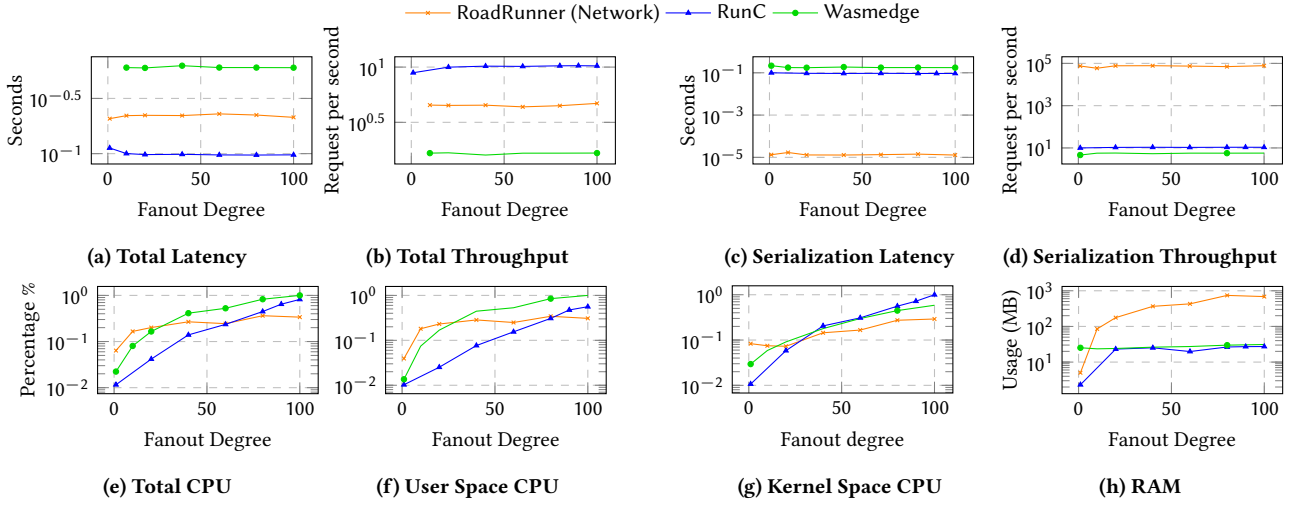 RoadRunner (Network) RunC Wasmedge
Seconds
10^−0.5
10^−1
0 50 100
Fanout Degree
(a) Total Latency
Request per second
10^1
10^0.5
0 50 100
Fanout Degree
(b) Total Throughput
Seconds
10^−1
10^−3
10^−5
0 50 100
Fanout Degree
(c) Serialization Latency
Request per second
10^5
10^3
10^1
0 50 100
Fanout Degree
(d) Serialization Throughput
Percentage %
10^0
10^−1
10^−2
0 50 100
Fanout Degree
(e) Total CPU
10^0
10^−1
10^−2
0 50 100
Fanout Degree
(f) User Space CPU
10^0
10^−1
10^−2
0 50 100
Fanout degree
(g) Kernel Space CPU
Usage (MB)
10^3
10^2
10^1
0 50 100
Fanout Degree
(h) RAM